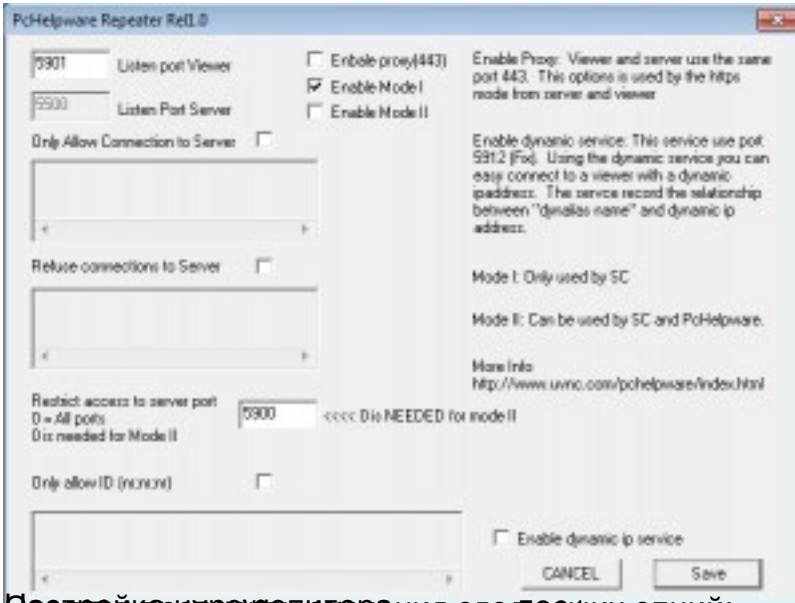 PcHelpware Repeater Rel1.0
5901 Listen port Viewer
5500 Listen Port Server
Enbale proxy(443)
Enable Mode I
Enable Mode II
Only Allow Connection to Server
Refuse connections to Server
Restrict access to server port
0 = All ports
0 is needed for Mode II
5900 <<<< 0 is NEEDED for mode II
Only allow ID (nr;nr;nr)
Enable Proxy: Viewer and server use the same
port 443. This options is used by the https
mode from server and viewer
Enable dynamic service: This service use port
5912 (Fix). Using the dynamic service you can
easy connect to a viewer with a dynamic
ipaddress. The servce record the relationship
between "dynalias name" and dynamic ip
address.
Mode I: Only used by SC
Mode II: Can be used by SC and PcHelpware.
More Info
http://www.uvnc.com/pchelpware/index.html
Enable dynamic ip service
CANCEL
Save